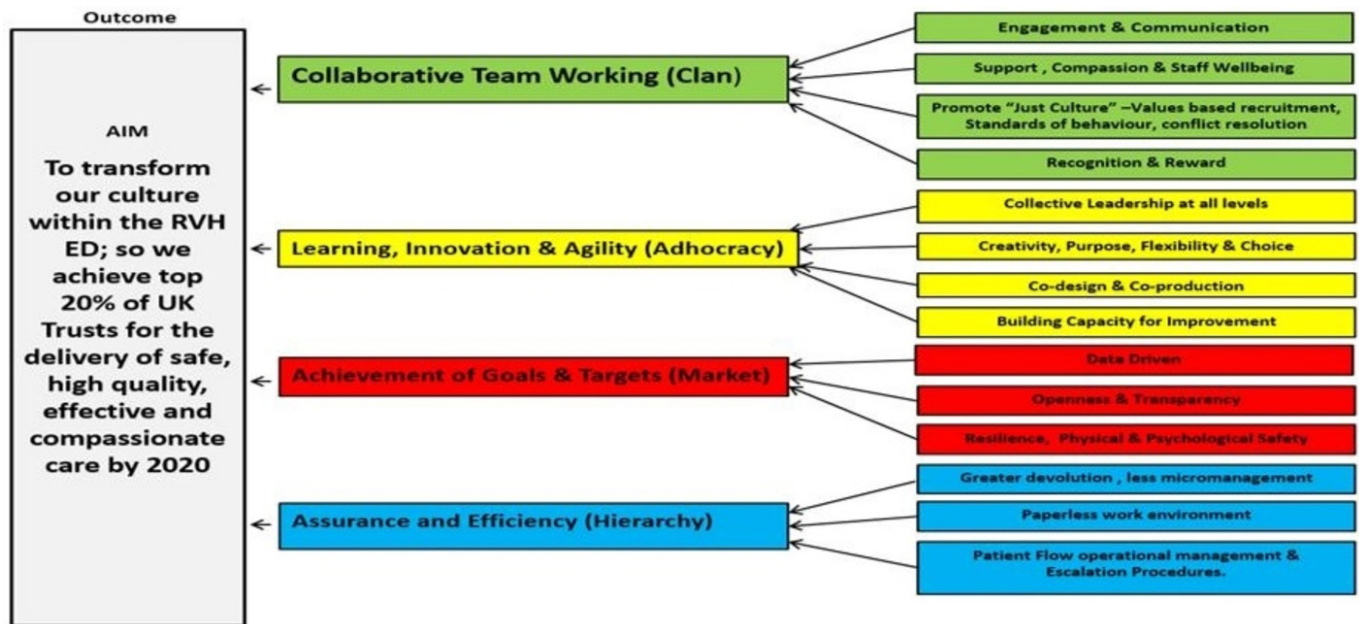 Outcome
AIM
To transform
our culture
within the RVH
ED; so we
achieve top
20% of UK
Trusts for the
delivery of safe,
high quality,
effective and
compassionate
care by 2020
Collaborative Team Working (Clan)
Engagement & Communication
Support , Compassion & Staff Wellbeing
Promote “Just Culture” –Values based recruitment,
Standards of behaviour, conflict resolution
Recognition & Reward
Learning, Innovation & Agility (Adhocracy)
Collective Leadership at all levels
Creativity, Purpose, Flexibility & Choice
Co-design & Co-production
Building Capacity for Improvement
Achievement of Goals & Targets (Market)
Data Driven
Openness & Transparency
Resilience, Physical & Psychological Safety
Assurance and Efficiency (Hierarchy)
Greater devolution , less micromanagement
Paperless work environment
Patient Flow operational management &
Escalation Procedures.